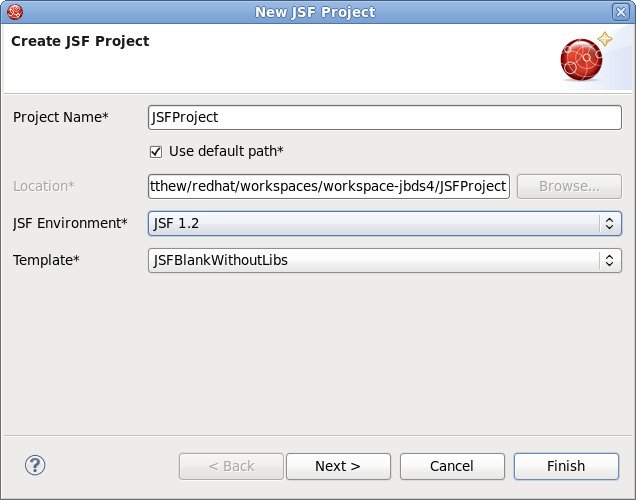 New JSF Project
Create JSF Project
Project Name* JSFProject
Use default path*
Location* tthew/redhat/workspaces/workspace-jbds4/JSFProject Browse...
JSF Environment* JSF 1.2
Template* JSFBlankWithoutLibs
? < Back Next > Cancel Finish